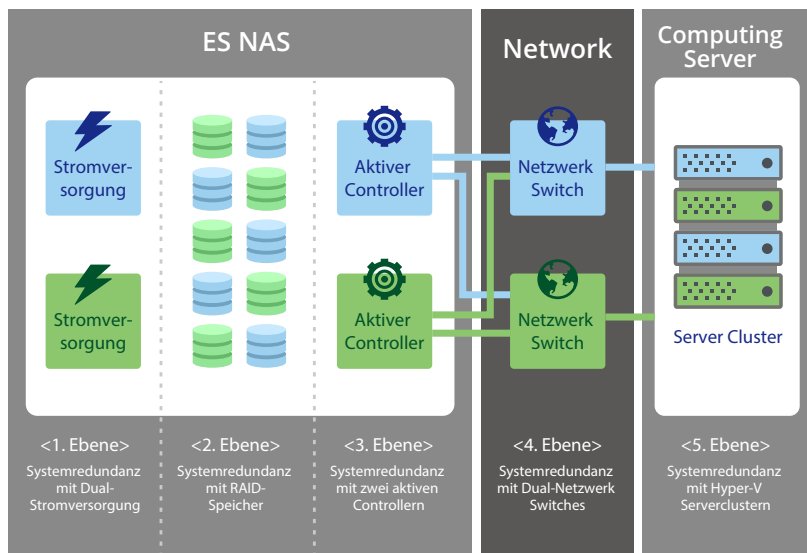 ES NAS
Network
Computing
Server
Stromver-
sorgung
Aktiver
Controller
Netzwerk
Switch
Stromver-
sorgung
Aktiver
Controller
Netzwerk
Switch
Server Cluster
<1. Ebene>
Systemredundanz
mit Dual-
Stromversorgung
<2. Ebene>
Systemredundanz
mit RAID-
Speicher
<3. Ebene>
Systemredundanz
mit zwei aktiven
Controllern
<4. Ebene>
Systemredundanz
mit Dual-Netzwerk
Switches
<5. Ebene>
Systemredundanz
mit Hyper-V
Serverclustern